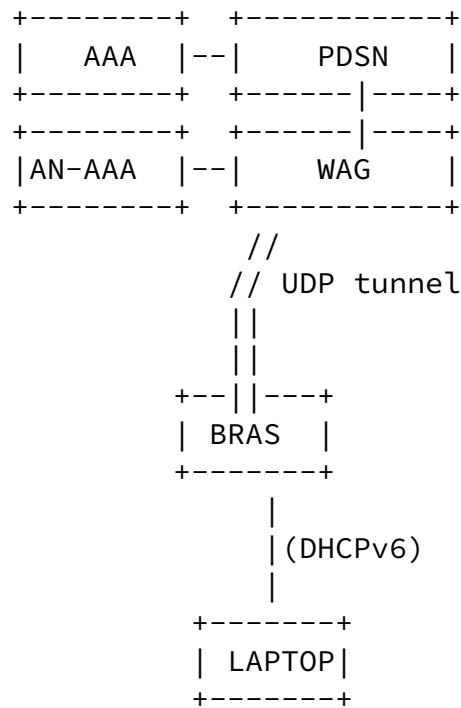 AAA PDSN
AN-AAA WAG
UDP tunnel
BRAS
(DHCPv6)
LAPTOP